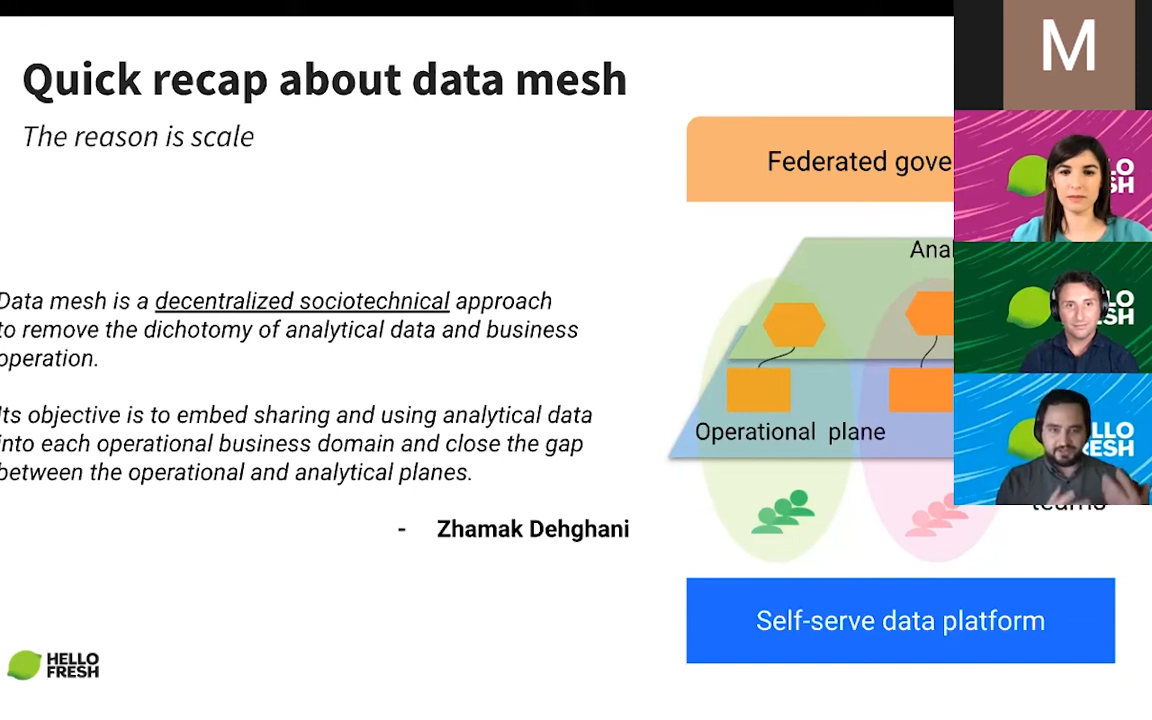 Quick recap about data mesh
The reason is scale
Data mesh is a decentralized sociotechnical approach
to remove the dichotomy of analytical data and business
operation.
Its objective is to embed sharing and using analytical data
into each operational business domain and close the gap
between the operational and analytical planes.
- Zhamak Dehghani
Federated gove
Anal
Operational plane
teams
Self-serve data platform
HELLO
FRESH
M
LO
SH
LO
SH
LLO
RESH